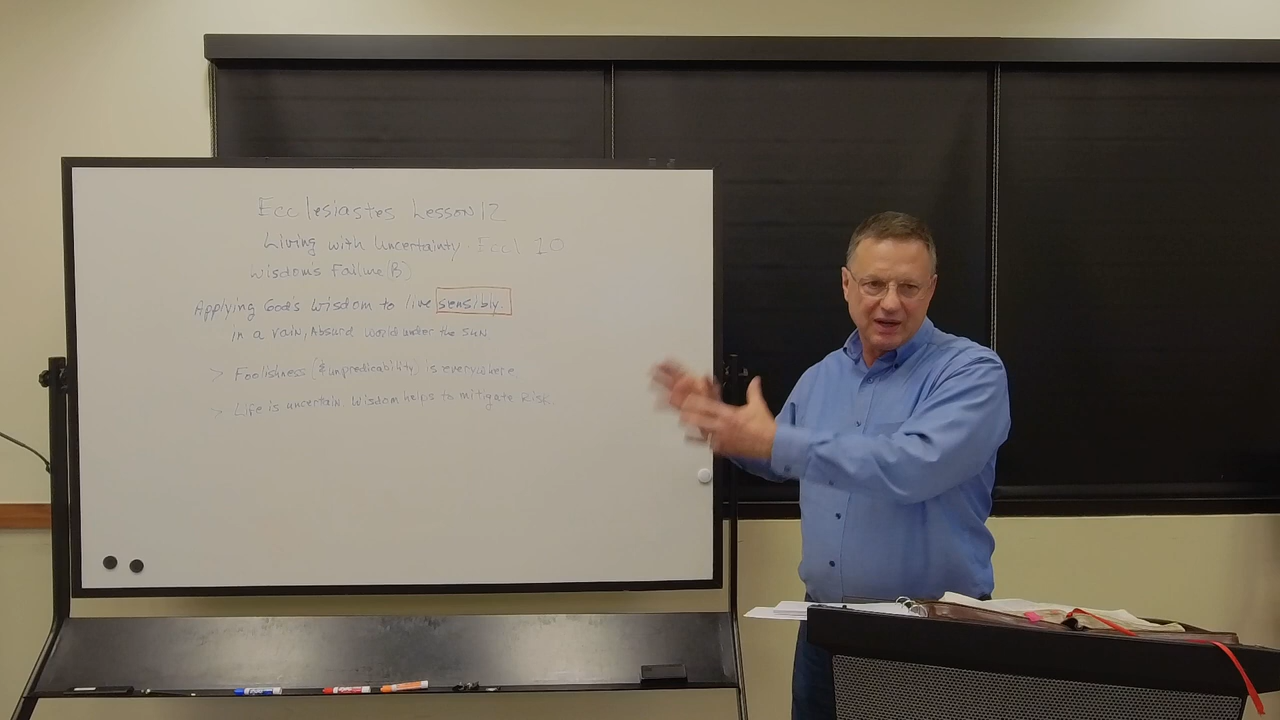 Ecclesiastes Lesson 12
Living with Uncertainty · Eccl 10
Wisdom's Failure (B)
Applying God's Wisdom to live sensibly.
in a vain, Absurd World under the SUN
> Foolishness (& unpredicability) is everywhere
> Life is uncertain Wisdom helps to mitigate Risk.